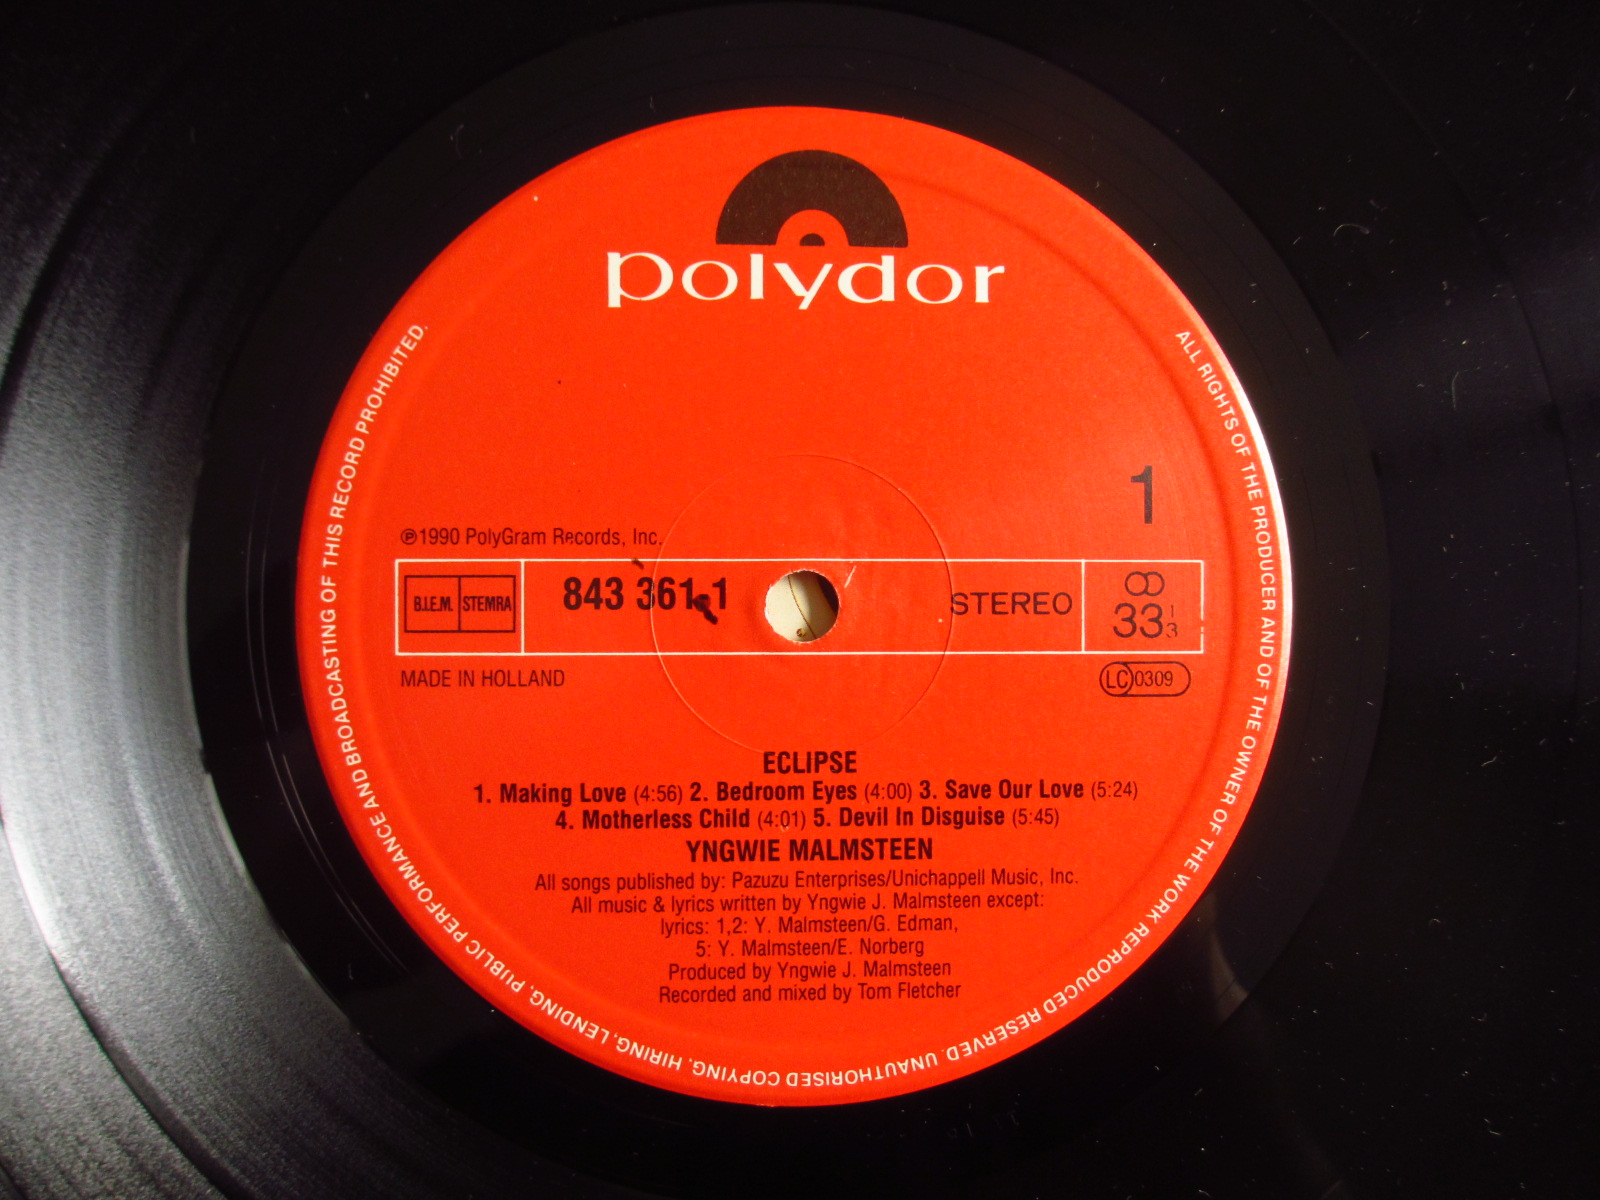 polydor
ALL RIGHTS OF THE PRODUCER AND OF THE OWNER OF THE WORK REPRODUCED RESERVED. UNAUTHORISED COPYING, HIRING, LENDING, PUBLIC PERFORMANCE AND BROADCASTING OF THIS RECORD PROHIBITED.
1
℗1990 PolyGram Records, Inc.
B.I.E.M. STEMRA
843 361-1
STEREO
33 1/3
MADE IN HOLLAND
LC 0309
ECLIPSE
1. Making Love (4:56) 2. Bedroom Eyes (4:00) 3. Save Our Love (5:24)
4. Motherless Child (4:01) 5. Devil In Disguise (5:45)
YNGWIE MALMSTEEN
All songs published by: Pazuzu Enterprises/Unichappell Music, Inc.
All music & lyrics written by Yngwie J. Malmsteen except:
lyrics: 1,2: Y. Malmsteen/G. Edman,
5: Y. Malmsteen/E. Norberg
Produced by Yngwie J. Malmsteen
Recorded and mixed by Tom Fletcher